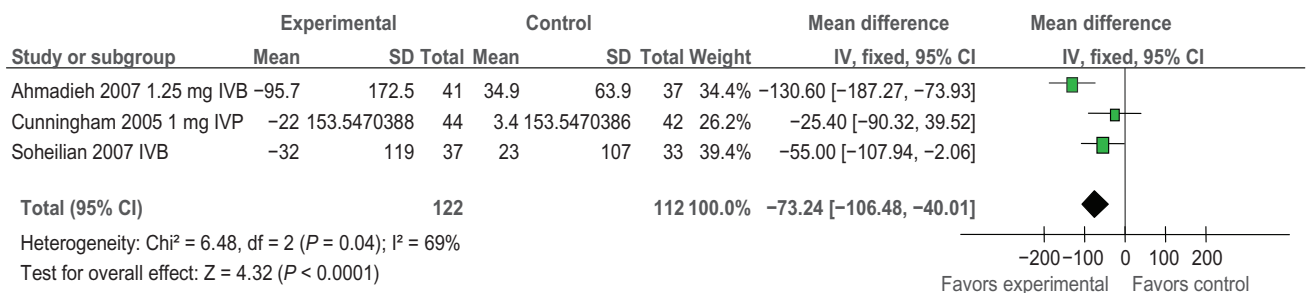 Experimental Control Mean difference Mean difference
Study or subgroup Mean SD Total Mean SD Total Weight IV, fixed, 95% CI IV, fixed, 95% CI
Ahmadieh 2007 1.25 mg IVB −95.7 172.5 41 34.9 63.9 37 34.4% −130.60 [−187.27, −73.93]
Cunningham 2005 1 mg IVP −22 153.5470388 44 3.4 153.5470386 42 26.2% −25.40 [−90.32, 39.52]
Soheilian 2007 IVB −32 119 37 23 107 33 39.4% −55.00 [−107.94, −2.06]
Total (95% CI) 122 112 100.0% −73.24 [−106.48, −40.01]
Heterogeneity: Chi² = 6.48, df = 2 (P = 0.04); I² = 69%
Test for overall effect: Z = 4.32 (P < 0.0001)
−200 −100 0 100 200
Favors experimental Favors control